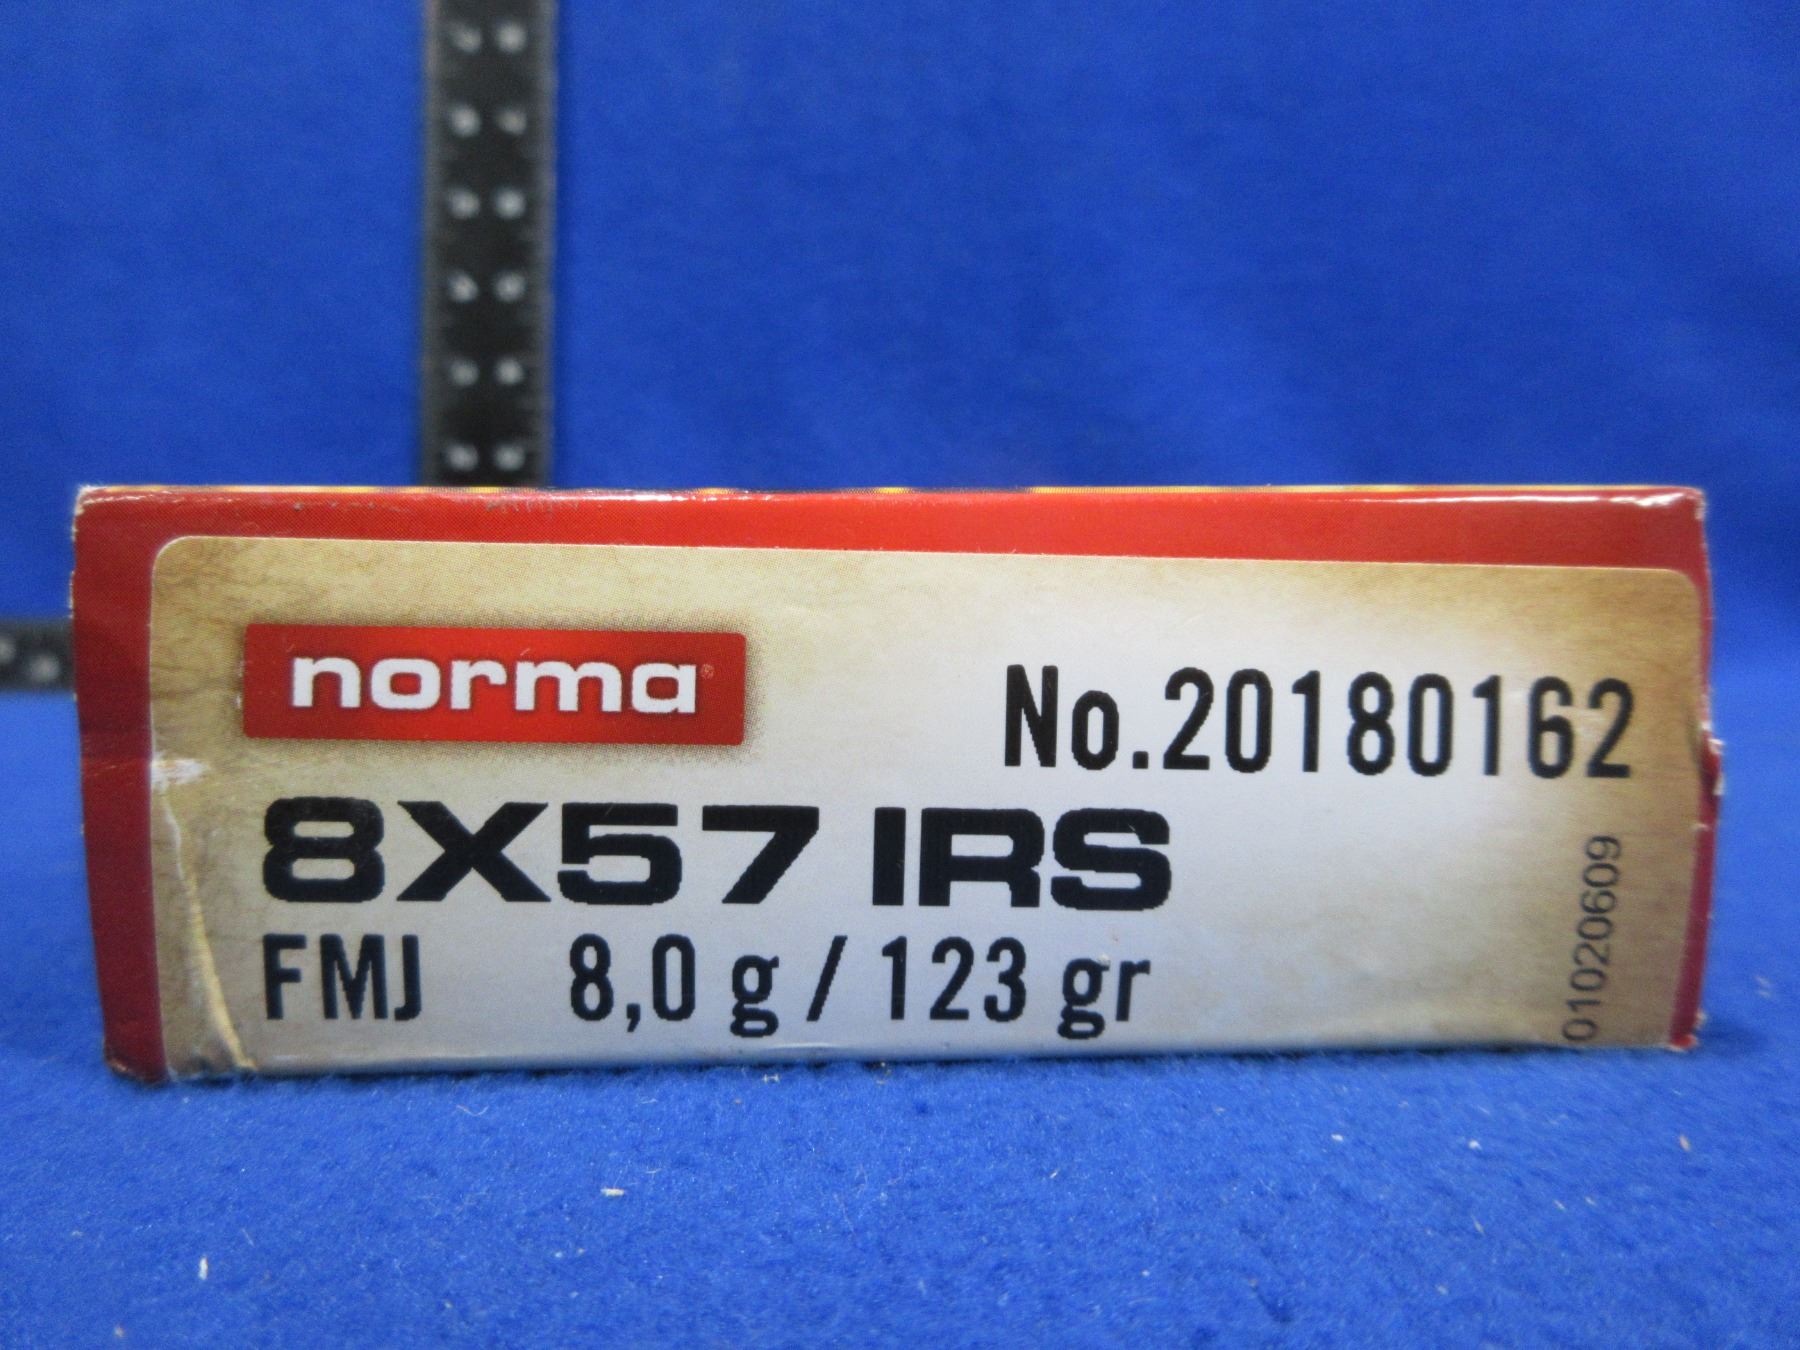 norma
No.20180162
8X57 IRS
FMJ 8,0 g / 123 gr
01020609